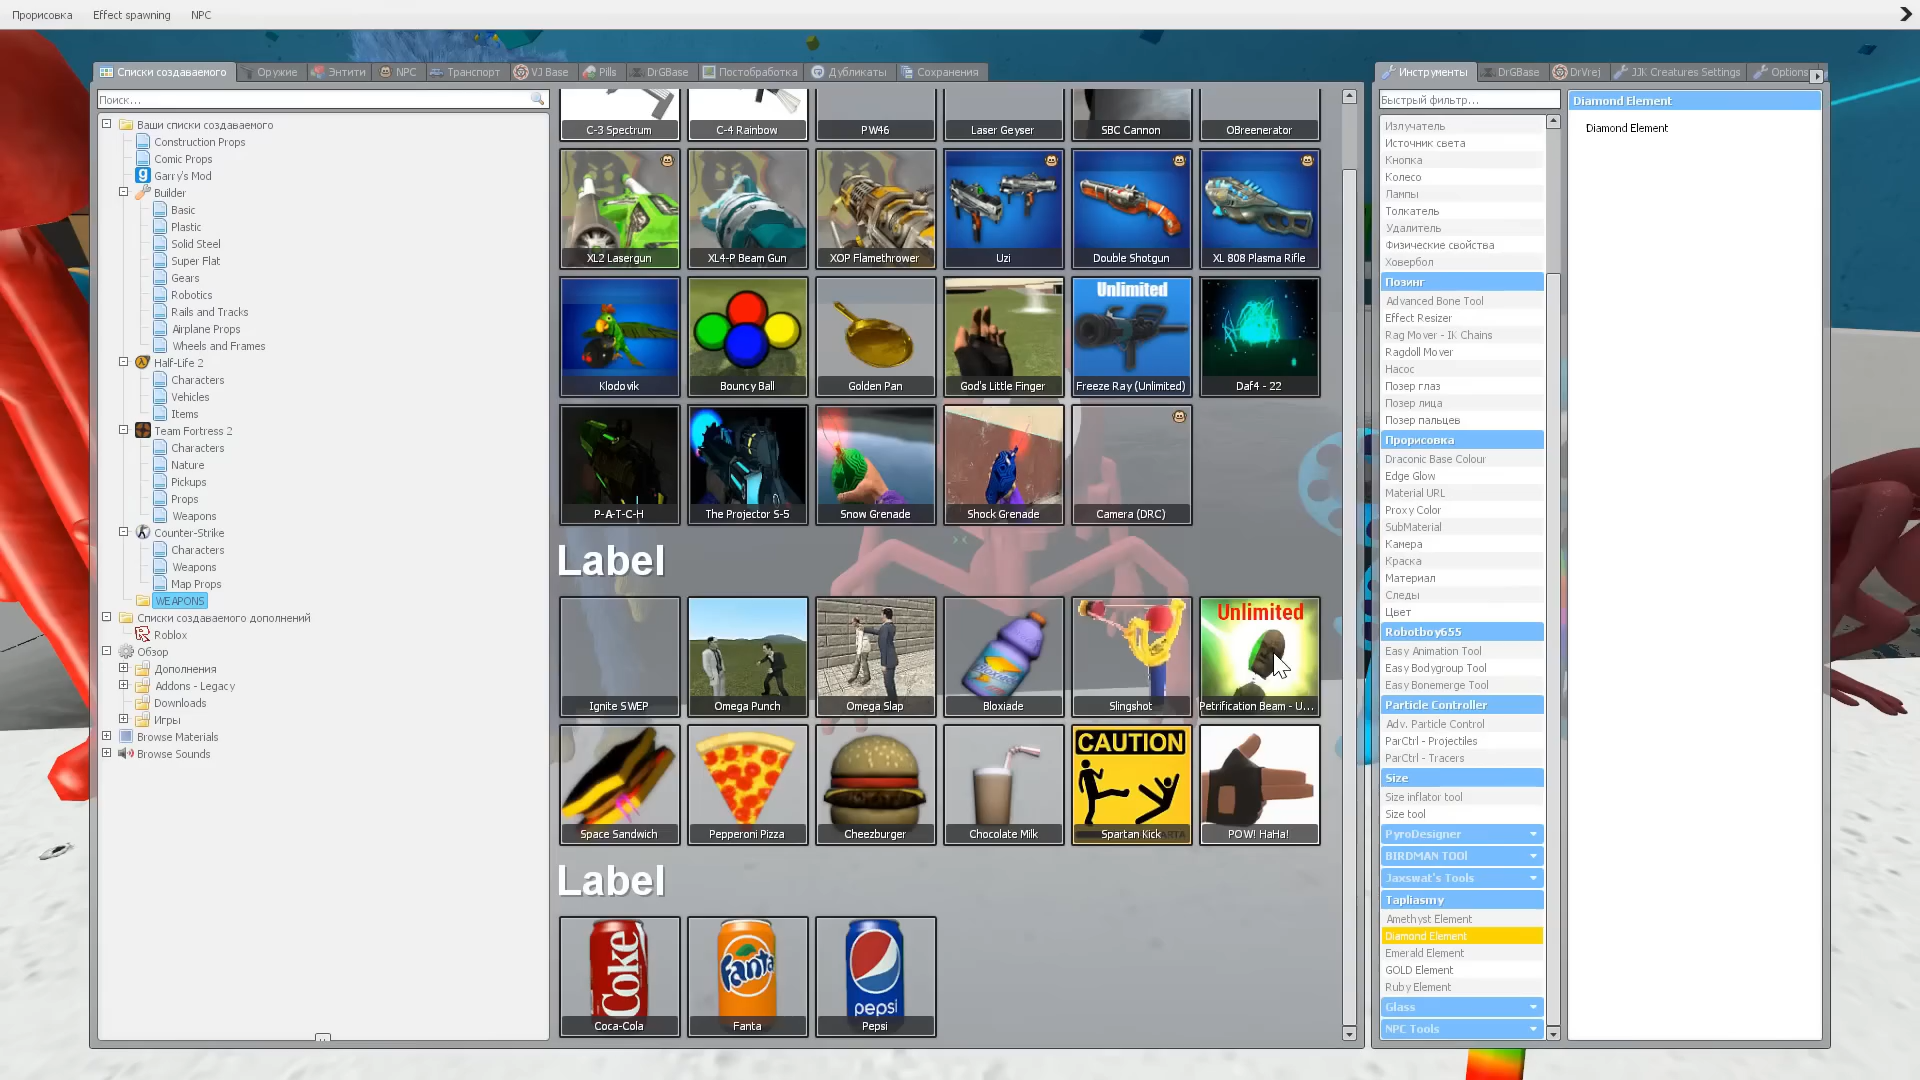 Прорисовка
Effect spawning
NPC
Списки создаваемого
Оружие
Энтити
NPC
Транспорт
VJ Base
Pills
DrGBase
Постобработка
Дубликаты
Сохранения
Поиск...
Ваши списки создаваемого
Construction Props
Comic Props
Garry's Mod
Builder
Basic
Plastic
Solid Steel
Super Flat
Gears
Robotics
Rails and Tracks
Airplane Props
Wheels and Frames
Half-Life 2
Characters
Vehicles
Items
Team Fortress 2
Characters
Nature
Pickups
Props
Weapons
Counter-Strike
Characters
Weapons
Map Props
WEAPONS
Списки создаваемого дополнений
Roblox
Обзор
Дополнения
Addons - Legacy
Downloads
Игры
Browse Materials
Browse Sounds
C-3 Spectrum
C-4 Rainbow
PW46
Laser Geyser
SBC Cannon
OBreenerator
XL2 Lasergun
XL4-P Beam Gun
XOP Flamethrower
Uzi
Double Shotgun
XL 808 Plasma Rifle
Klodovik
Bouncy Ball
Golden Pan
God's Little Finger
Unlimited
Freeze Ray (Unlimited)
Daf4 - 22
P-A-T-C-H
The Projector S-5
Snow Grenade
Shock Grenade
Camera (DRC)
Label
Ignite SWEP
Omega Punch
Omega Slap
Bloxiade
Slingshot
Unlimited
Petrification Beam - U...
Space Sandwich
Pepperoni Pizza
Cheezburger
Chocolate Milk
CAUTION
Spartan Kick
POW! HaHa!
Label
Coke
Coca-Cola
Fanta
Fanta
pepsi
Pepsi
Инструменты
DrGBase
DrVrej
JJK Creatures Settings
Options
Быстрый фильтр...
Излучатель
Источник света
Кнопка
Колесо
Лампы
Толкатель
Удалитель
Физические свойства
Ховербол
Позинг
Advanced Bone Tool
Effect Resizer
Rag Mover - IK Chains
Ragdoll Mover
Насос
Позер глаз
Позер лица
Позер пальцев
Прорисовка
Draconic Base Colour
Edge Glow
Material URL
Proxy Color
SubMaterial
Камера
Краска
Материал
Следы
Цвет
Robotboy655
Easy Animation Tool
Easy Bodygroup Tool
Easy Bonemerge Tool
Particle Controller
Adv. Particle Control
ParCtrl - Projectiles
ParCtrl - Tracers
Size
Size inflator tool
Size tool
PyroDesigner
BIRDMAN TOOl
Jaxswat's Tools
Tapliasmy
Amethyst Element
Diamond Element
Emerald Element
GOLD Element
Ruby Element
Glass
NPC Tools
Diamond Element
Diamond Element